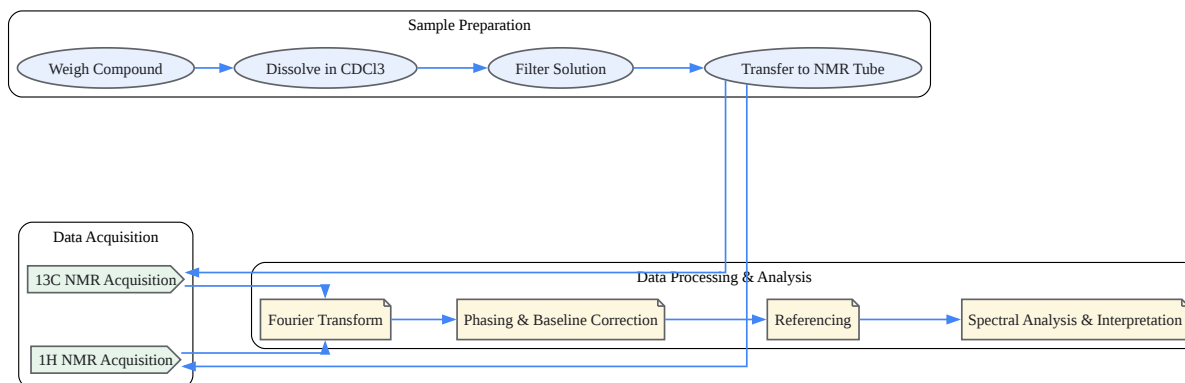 Sample Preparation
Weigh Compound
Dissolve in CDCl3
Filter Solution
Transfer to NMR Tube
Data Acquisition
13C NMR Acquisition
1H NMR Acquisition
Data Processing & Analysis
Fourier Transform
Phasing & Baseline Correction
Referencing
Spectral Analysis & Interpretation